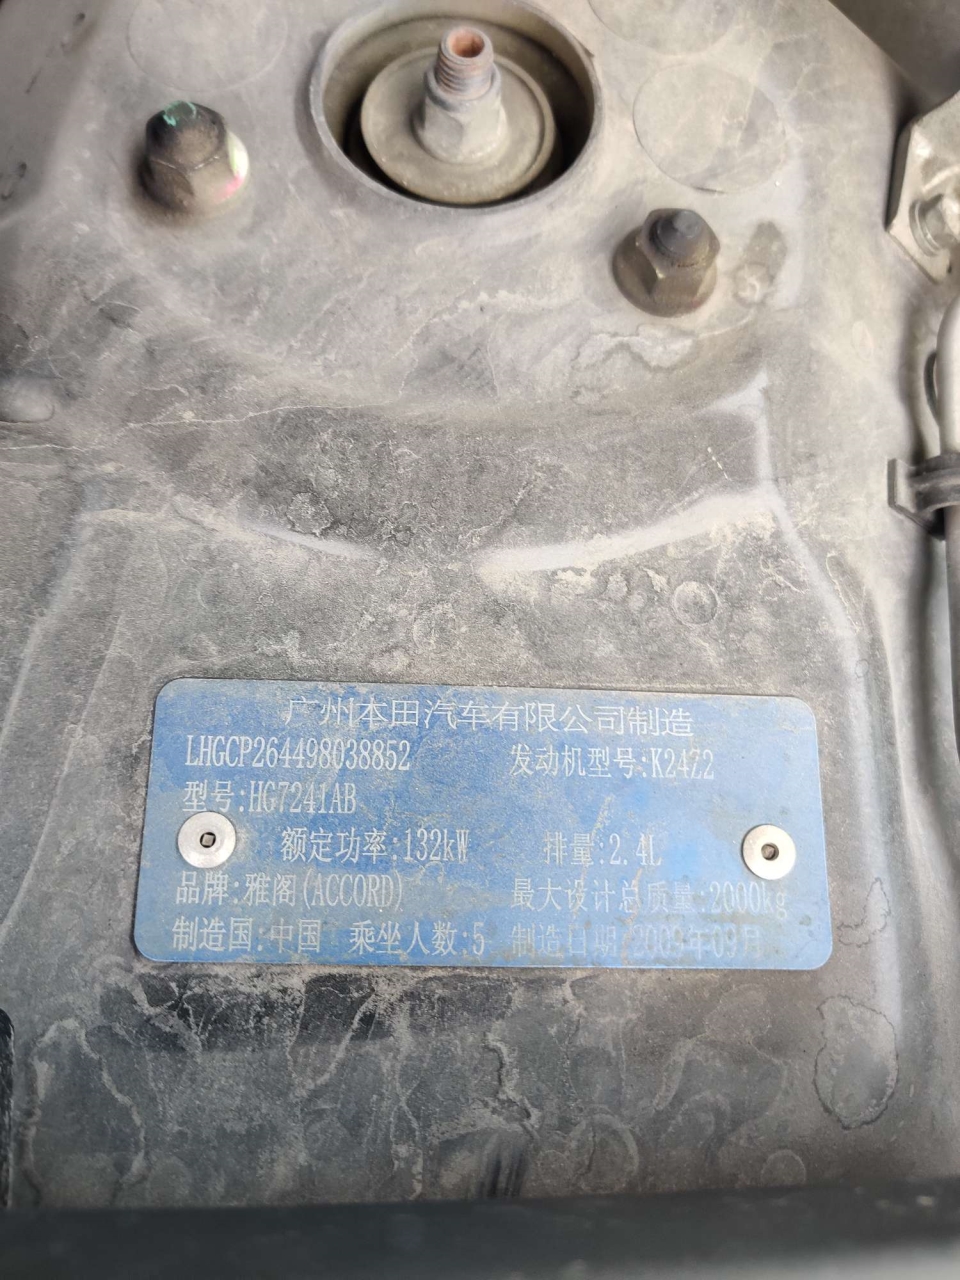 广州本田汽车有限公司制造
LHGCP264498038852 发动机型号:K24Z2
型号:HG7241AB
额定功率:132kW 排量:2.4L
品牌:雅阁(ACCORD) 最大设计总质量:2000kg
制造国:中国 乘坐人数:5 制造日期:2009年09月